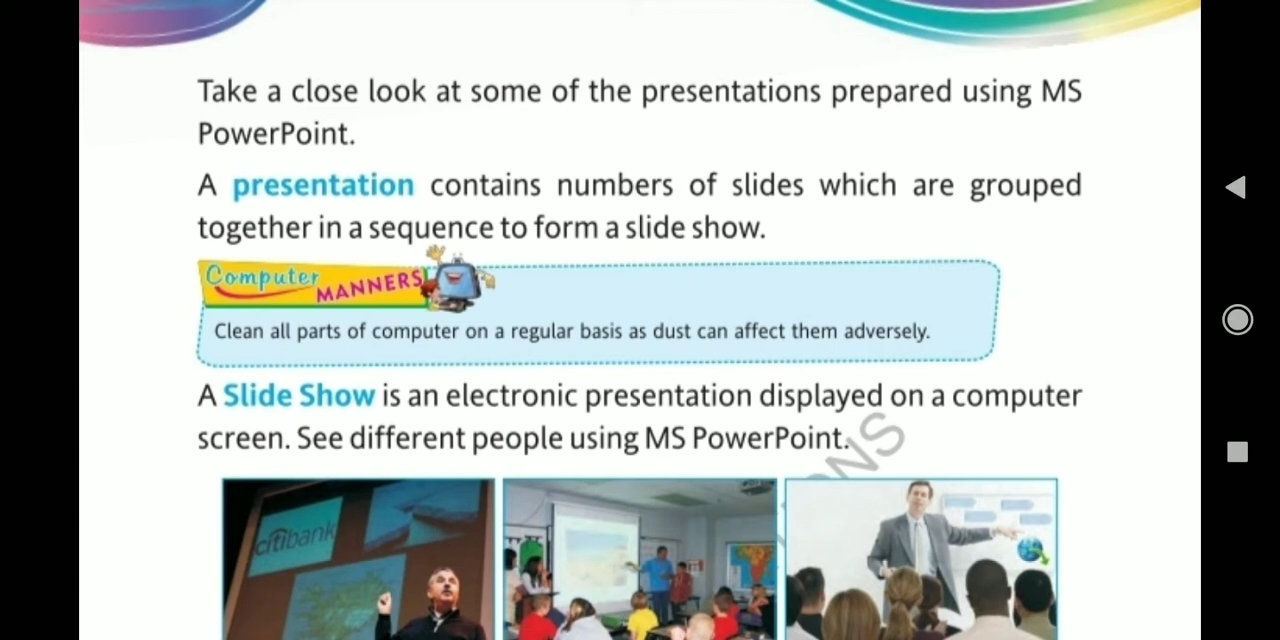 Take a close look at some of the presentations prepared using MS
PowerPoint.
A presentation contains numbers of slides which are grouped
together in a sequence to form a slide show.
Computer MANNERS
Clean all parts of computer on a regular basis as dust can affect them adversely.
A Slide Show is an electronic presentation displayed on a computer
screen. See different people using MS PowerPoint.
citibank